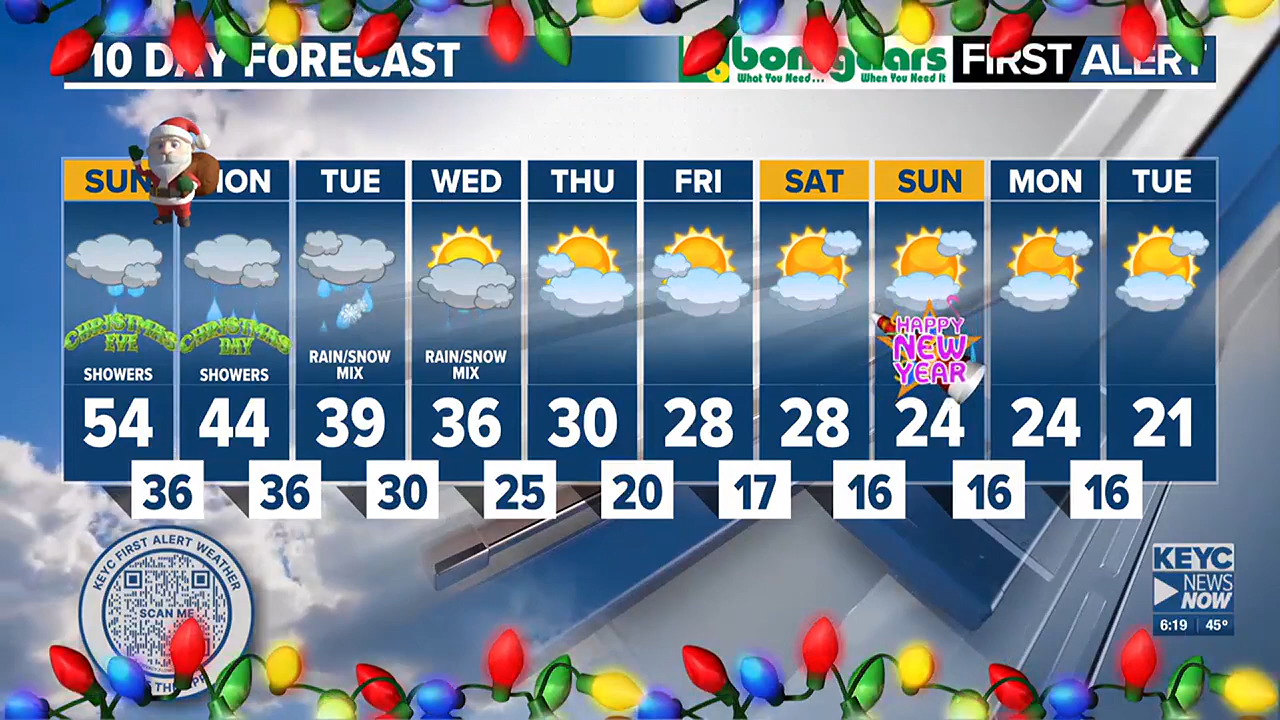 10 DAY FORECAST
bomgaars
What You Need... When You Need It
FIRST ALERT
SUN MON TUE WED THU FRI SAT SUN MON TUE
CHRISTMAS EVE
CHRISTMAS DAY
HAPPY NEW YEAR
SHOWERS SHOWERS RAIN/SNOW MIX RAIN/SNOW MIX
54 44 39 36 30 28 28 24 24 21
36 36 30 25 20 17 16 16 16
KEYC FIRST ALERT WEATHER
SCAN ME
KEYC
NEWS
NOW
6:19 45°